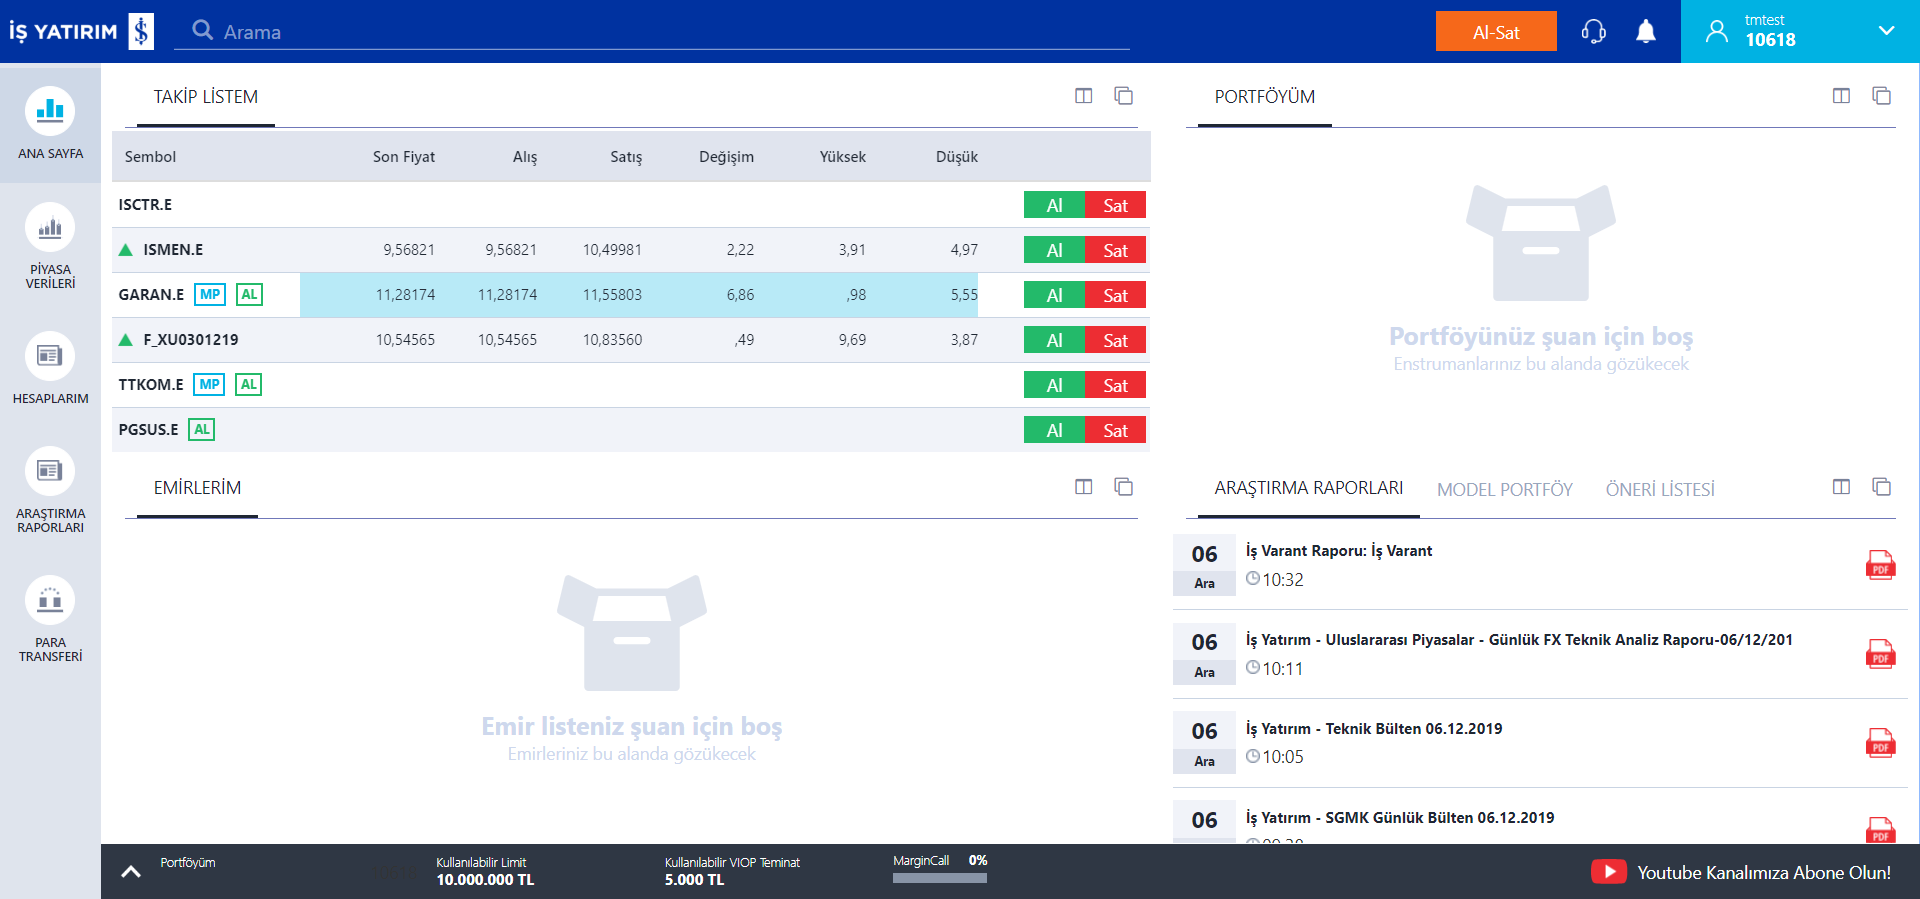 İŞ YATIRIM
Arama
Al-Sat
tmtest
10618
ANA SAYFA
PİYASA
VERİLERİ
HESAPLARIM
ARAŞTIRMA
RAPORLARI
PARA
TRANSFERİ
TAKİP LİSTEM
Sembol Son Fiyat Alış Satış Değişim Yüksek Düşük
ISCTR.E Al Sat
ISMEN.E 9,56821 9,56821 10,49981 2,22 3,91 4,97 Al Sat
GARAN.E MP AL 11,28174 11,28174 11,55803 6,86 ,98 5,55 Al Sat
F_XU0301219 10,54565 10,54565 10,83560 ,49 9,69 3,87 Al Sat
TTKOM.E MP AL Al Sat
PGSUS.E AL Al Sat
PORTFÖYÜM
Portföyünüz şuan için boş
Enstrumanlarınız bu alanda gözükecek
EMİRLERİM
Emir listeniz şuan için boş
Emirleriniz bu alanda gözükecek
ARAŞTIRMA RAPORLARI MODEL PORTFÖY ÖNERİ LİSTESİ
06 Ara
İş Varant Raporu: İş Varant
10:32
PDF
06 Ara
İş Yatırım - Uluslararası Piyasalar - Günlük FX Teknik Analiz Raporu-06/12/201
10:11
PDF
06 Ara
İş Yatırım - Teknik Bülten 06.12.2019
10:05
PDF
06
İş Yatırım - SGMK Günlük Bülten 06.12.2019
PDF
Portföyüm
Kullanılabilir Limit
10.000.000 TL
Kullanılabilir VIOP Teminat
5.000 TL
MarginCall 0%
Youtube Kanalımıza Abone Olun!